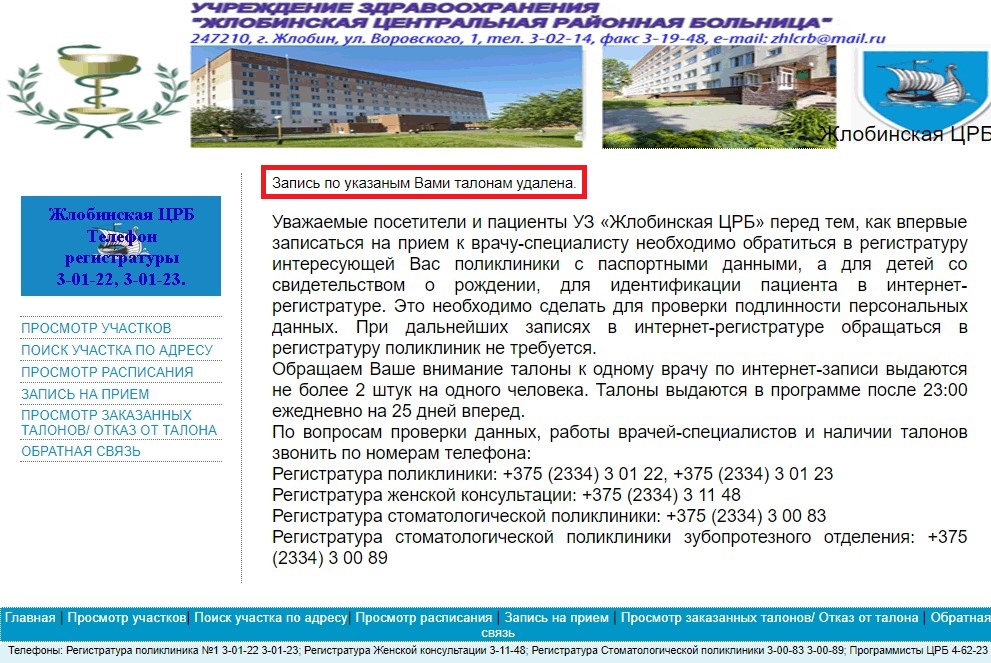 УЧРЕЖДЕНИЕ ЗДРАВООХРАНЕНИЯ
"ЖЛОБИНСКАЯ ЦЕНТРАЛЬНАЯ РАЙОННАЯ БОЛЬНИЦА"
247210, г. Жлобин, ул. Воровского, 1, тел. 3-02-14, факс 3-19-48, e-mail: zhlcrb@mail.ru
Жлобинская ЦРБ
Жлобинская ЦРБ
Телефон
регистратуры
3-01-22, 3-01-23.
ПРОСМОТР УЧАСТКОВ
ПОИСК УЧАСТКА ПО АДРЕСУ
ПРОСМОТР РАСПИСАНИЯ
ЗАПИСЬ НА ПРИЕМ
ПРОСМОТР ЗАКАЗАННЫХ
ТАЛОНОВ/ ОТКАЗ ОТ ТАЛОНА
ОБРАТНАЯ СВЯЗЬ
Запись по указаным Вами талонам удалена.
Уважаемые посетители и пациенты УЗ «Жлобинская ЦРБ» перед тем, как впервые
записаться на прием к врачу-специалисту необходимо обратиться в регистратуру
интересующей Вас поликлиники с паспортными данными, а для детей со
свидетельством о рождении, для идентификации пациента в интернет-
регистратуре. Это необходимо сделать для проверки подлинности персональных
данных. При дальнейших записях в интернет-регистратуре обращаться в
регистратуру поликлиник не требуется.
Обращаем Ваше внимание талоны к одному врачу по интернет-записи выдаются
не более 2 штук на одного человека. Талоны выдаются в программе после 23:00
ежедневно на 25 дней вперед.
По вопросам проверки данных, работы врачей-специалистов и наличии талонов
звонить по номерам телефона:
Регистратура поликлиники: +375 (2334) 3 01 22, +375 (2334) 3 01 23
Регистратура женской консультации: +375 (2334) 3 11 48
Регистратура стоматологической поликлиники: +375 (2334) 3 00 83
Регистратура стоматологической поликлиники зубопротезного отделения: +375
(2334) 3 00 89
Главная | Просмотр участков| Поиск участка по адресу| Просмотр расписания | Запись на прием | Просмотр заказанных талонов/ Отказ от талона | Обратная
связь
Телефоны: Регистратура поликлиника №1 3-01-22 3-01-23; Регистратура Женской консультации 3-11-48; Регистратура Стоматологической поликлиники 3-00-83 3-00-89; Программисты ЦРБ 4-62-23